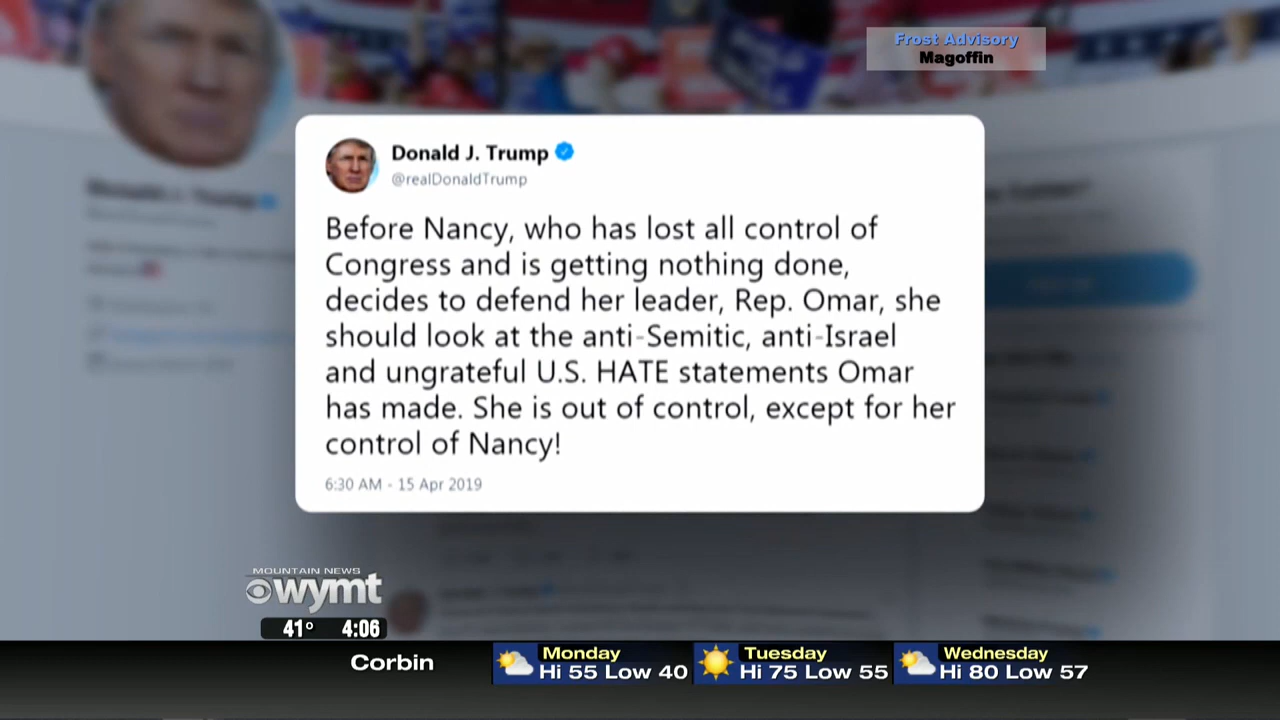 Frost Advisory
Magoffin
Donald J. Trump
@realDonaldTrump
Before Nancy, who has lost all control of
Congress and is getting nothing done,
decides to defend her leader, Rep. Omar, she
should look at the anti-Semitic, anti-Israel
and ungrateful U.S. HATE statements Omar
has made. She is out of control, except for her
control of Nancy!
6:30 AM - 15 Apr 2019
MOUNTAIN NEWS
wymt
41° 4:06
Corbin
Monday
Hi 55 Low 40
Tuesday
Hi 75 Low 55
Wednesday
Hi 80 Low 57